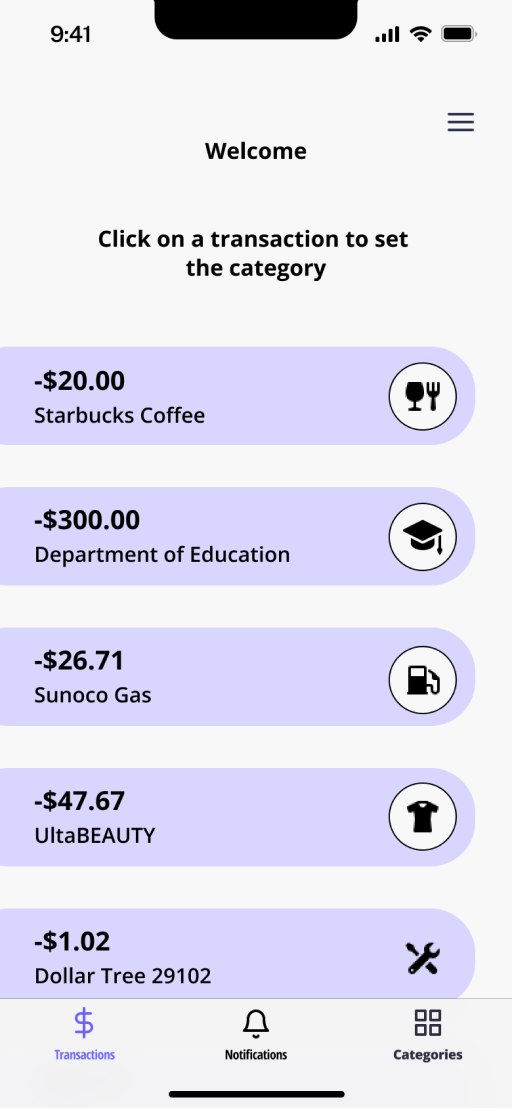 9:41
Welcome
Click on a transaction to set
the category
-$20.00
Starbucks Coffee
-$300.00
Department of Education
-$26.71
Sunoco Gas
-$47.67
UltaBEAUTY
-$1.02
Dollar Tree 29102
Transactions
Notifications
Categories